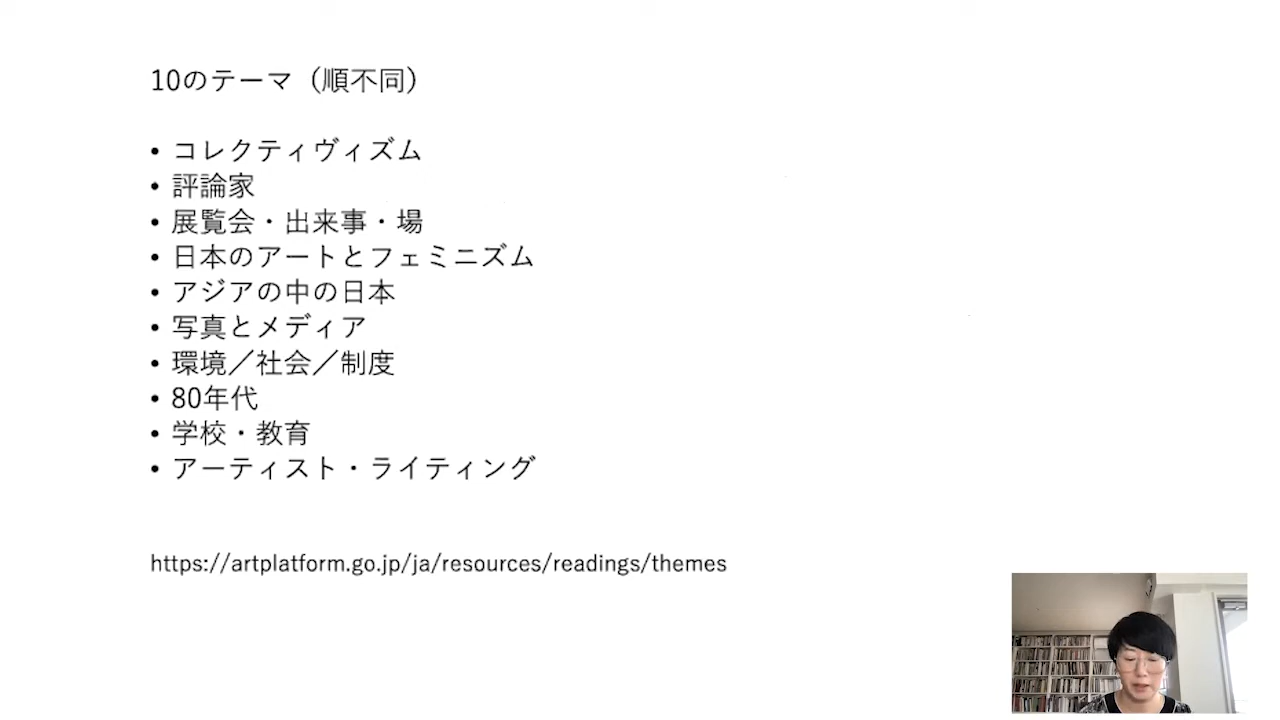 10のテーマ（順不同）
• コレクティヴィズム
• 評論家
• 展覧会・出来事・場
• 日本のアートとフェミニズム
• アジアの中の日本
• 写真とメディア
• 環境／社会／制度
• 80年代
• 学校・教育
• アーティスト・ライティング
https://artplatform.go.jp/ja/resources/readings/themes